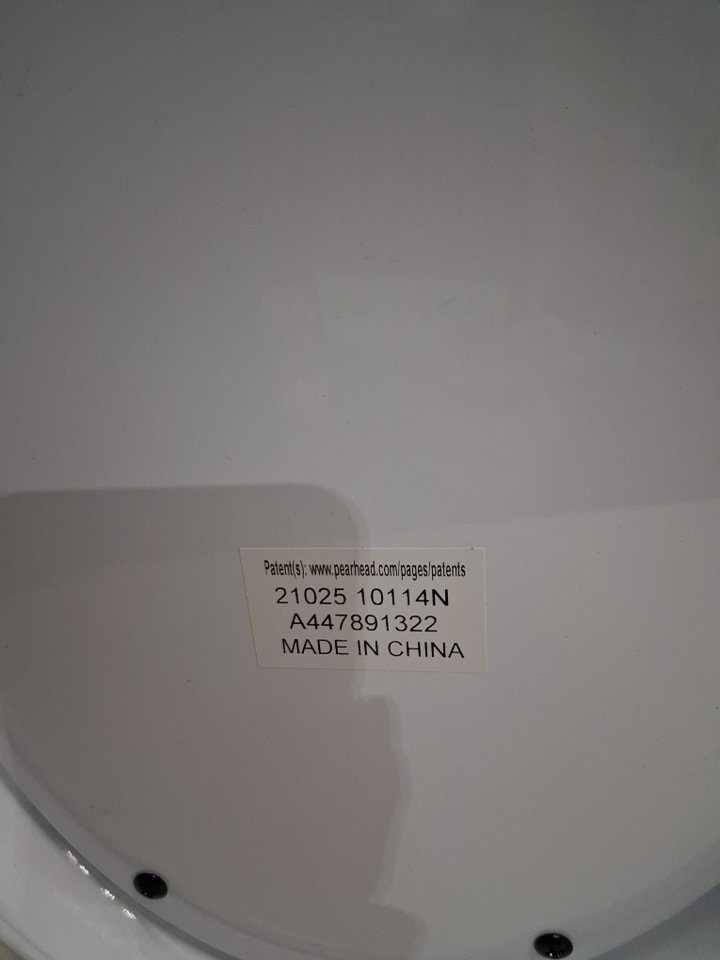 Patent(s): www.pearhead.com/pages/patents
21025 10114N
A447891322
MADE IN CHINA